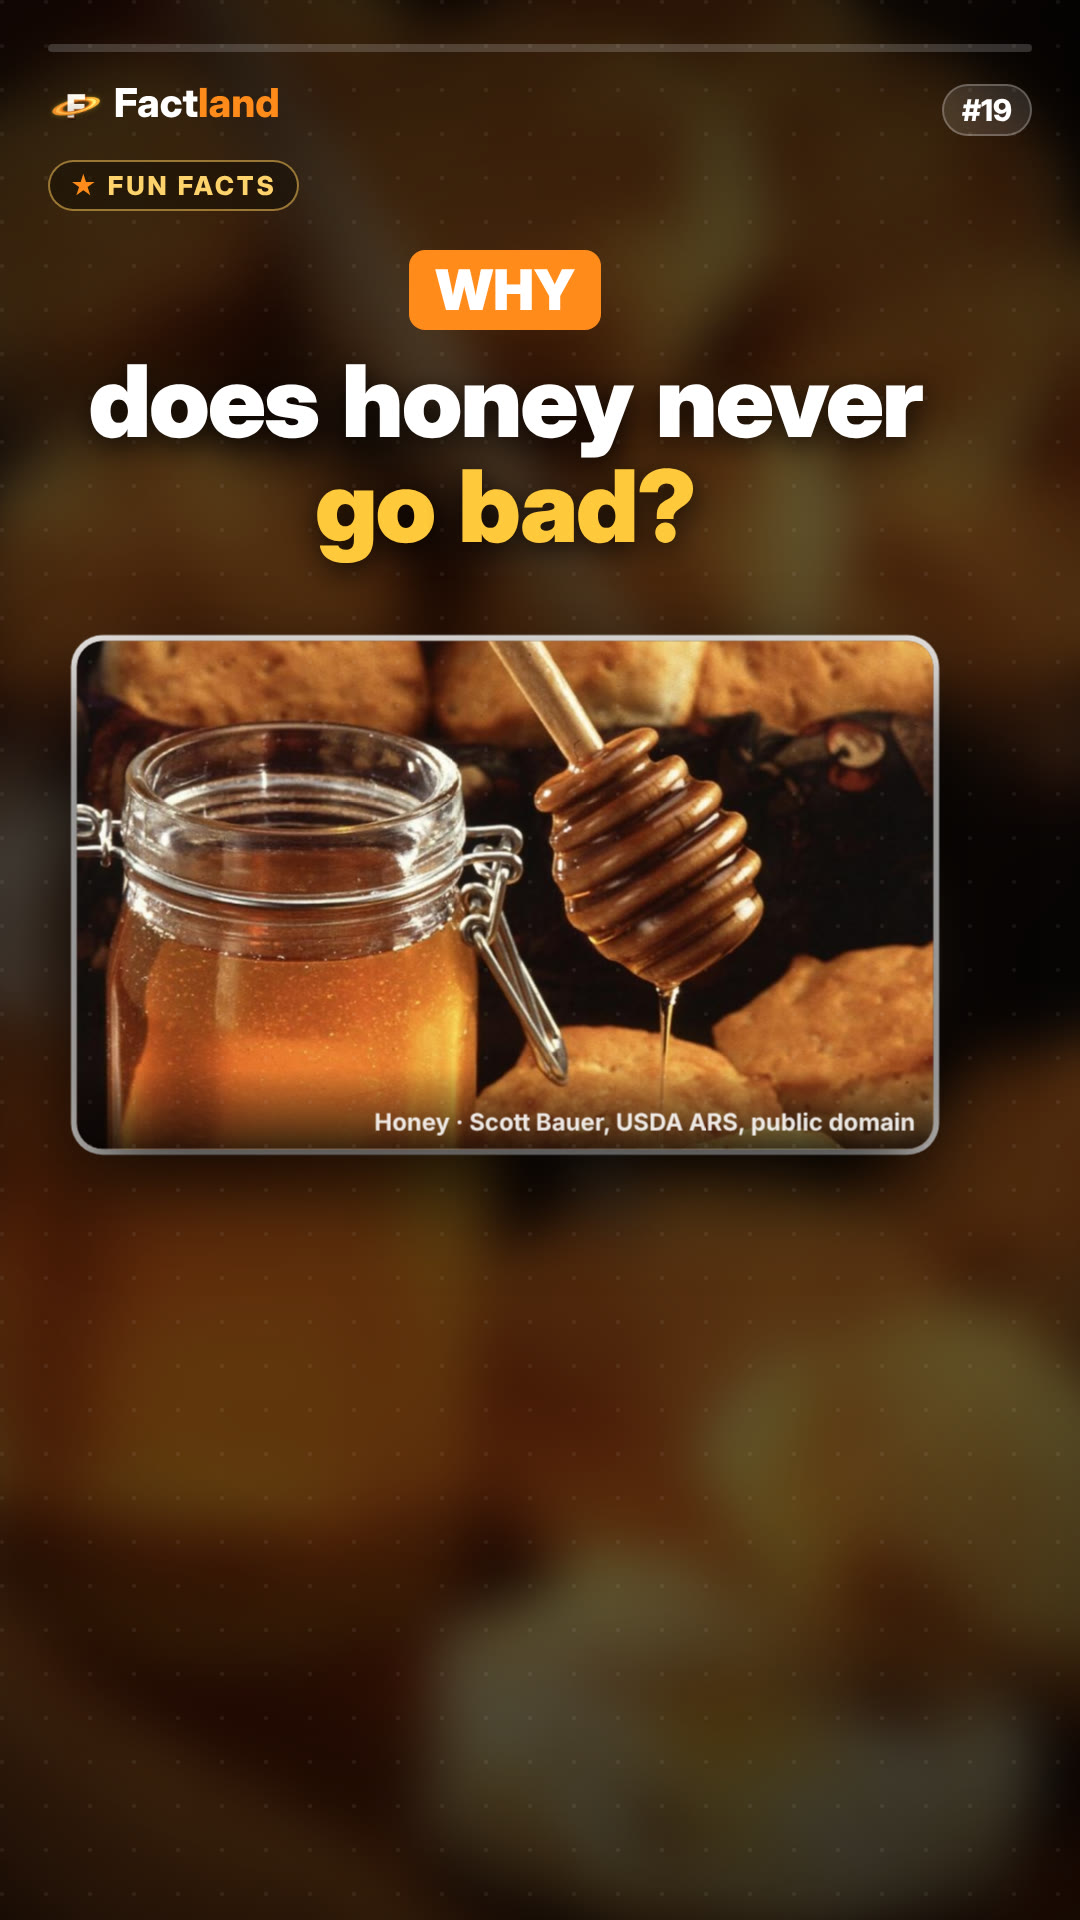 Factland
#19
★ FUN FACTS
WHY
does honey never
go bad?
Honey · Scott Bauer, USDA ARS, public domain